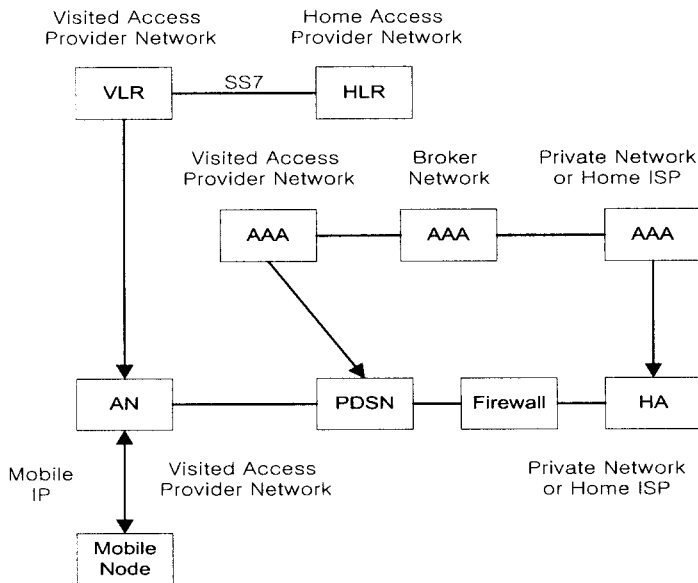 Visited Access
Provider Network
Home Access
Provider Network
VLR
SS7
HLR
Visited Access
Provider Network
Broker
Network
Private Network
or Home ISP
AAA
AAA
AAA
AN
PDSN
Firewall
HA
Mobile
IP
Visited Access
Provider Network
Private Network
or Home ISP
Mobile
Node